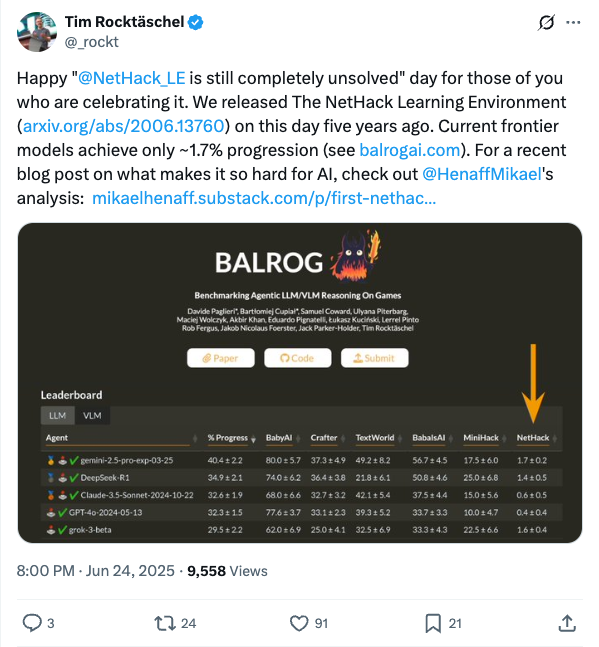 Tim Rocktäschel
@_rockt
Happy "@NetHack_LE is still completely unsolved" day for those of you
who are celebrating it. We released The NetHack Learning Environment
(arxiv.org/abs/2006.13760) on this day five years ago. Current frontier
models achieve only ~1.7% progression (see balrogai.com). For a recent
blog post on what makes it so hard for AI, check out @HenaffMikael's
analysis: mikaelhenaff.substack.com/p/first-nethac...
BALROG
Benchmarking Agentic LLM/VLM Reasoning On Games
Davide Paglieri*, Bartłomiej Cupiał*, Samuel Coward, Ulyana Piterbarg,
Maciej Wolczyk, Akbir Khan, Eduardo Pignatelli, Łukasz Kuciński, Lerrel Pinto
Rob Fergus, Jakob Nicolaus Foerster, Jack Parker-Holder, Tim Rocktäschel
Paper Code Submit
Leaderboard
LLM VLM
Agent % Progress BabyAI Crafter TextWorld BabaIsAI MiniHack NetHack
gemini-2.5-pro-exp-03-25 40.4 ± 2.2 80.0 ± 5.7 37.3 ± 4.9 49.2 ± 8.2 56.7 ± 4.5 17.5 ± 6.0 1.7 ± 0.2
DeepSeek-R1 34.9 ± 2.1 74.0 ± 6.2 36.4 ± 3.8 21.8 ± 6.1 50.8 ± 4.6 25.0 ± 6.8 1.4 ± 0.5
Claude-3.5-Sonnet-2024-10-22 32.6 ± 1.9 68.0 ± 6.6 32.7 ± 3.2 42.1 ± 5.4 37.5 ± 4.4 15.0 ± 5.6 0.6 ± 0.5
GPT-4o-2024-05-13 32.3 ± 1.5 77.6 ± 3.7 33.1 ± 2.3 39.3 ± 5.2 33.7 ± 3.3 10.0 ± 4.7 0.4 ± 0.4
grok-3-beta 29.5 ± 2.2 62.0 ± 6.9 25.0 ± 4.1 32.5 ± 6.9 33.3 ± 4.3 22.5 ± 6.6 1.6 ± 0.4
8:00 PM · Jun 24, 2025 · 9,558 Views
3 24 91 21